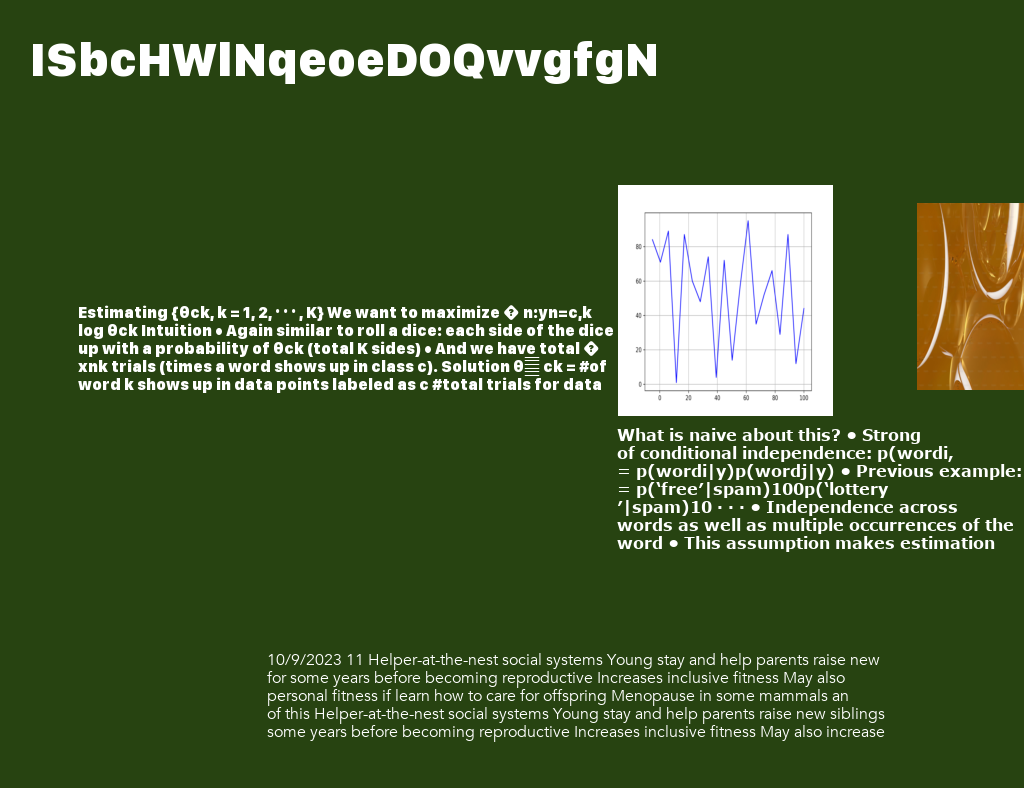 ISbcHWlNqeoeDOQvvgfgN
Estimating {θck, k = 1, 2, · · · , K} We want to maximize � n:yn=c,k
log θck Intuition • Again similar to roll a dice: each side of the dice
up with a probability of θck (total K sides) • And we have total �
xnk trials (times a word shows up in class c). Solution θ ck = #of
word k shows up in data points labeled as c #total trials for data
80
60
40
20
0
0 20 40 60 80 100
What is naive about this? • Strong
of conditional independence: p(wordi,
= p(wordi|y)p(wordj|y) • Previous example:
= p(‘free’|spam)100p(‘lottery
’|spam)10 · · · • Independence across
words as well as multiple occurrences of the
word • This assumption makes estimation
10/9/2023 11 Helper-at-the-nest social systems Young stay and help parents raise new
for some years before becoming reproductive Increases inclusive fitness May also
personal fitness if learn how to care for offspring Menopause in some mammals an
of this Helper-at-the-nest social systems Young stay and help parents raise new siblings
some years before becoming reproductive Increases inclusive fitness May also increase